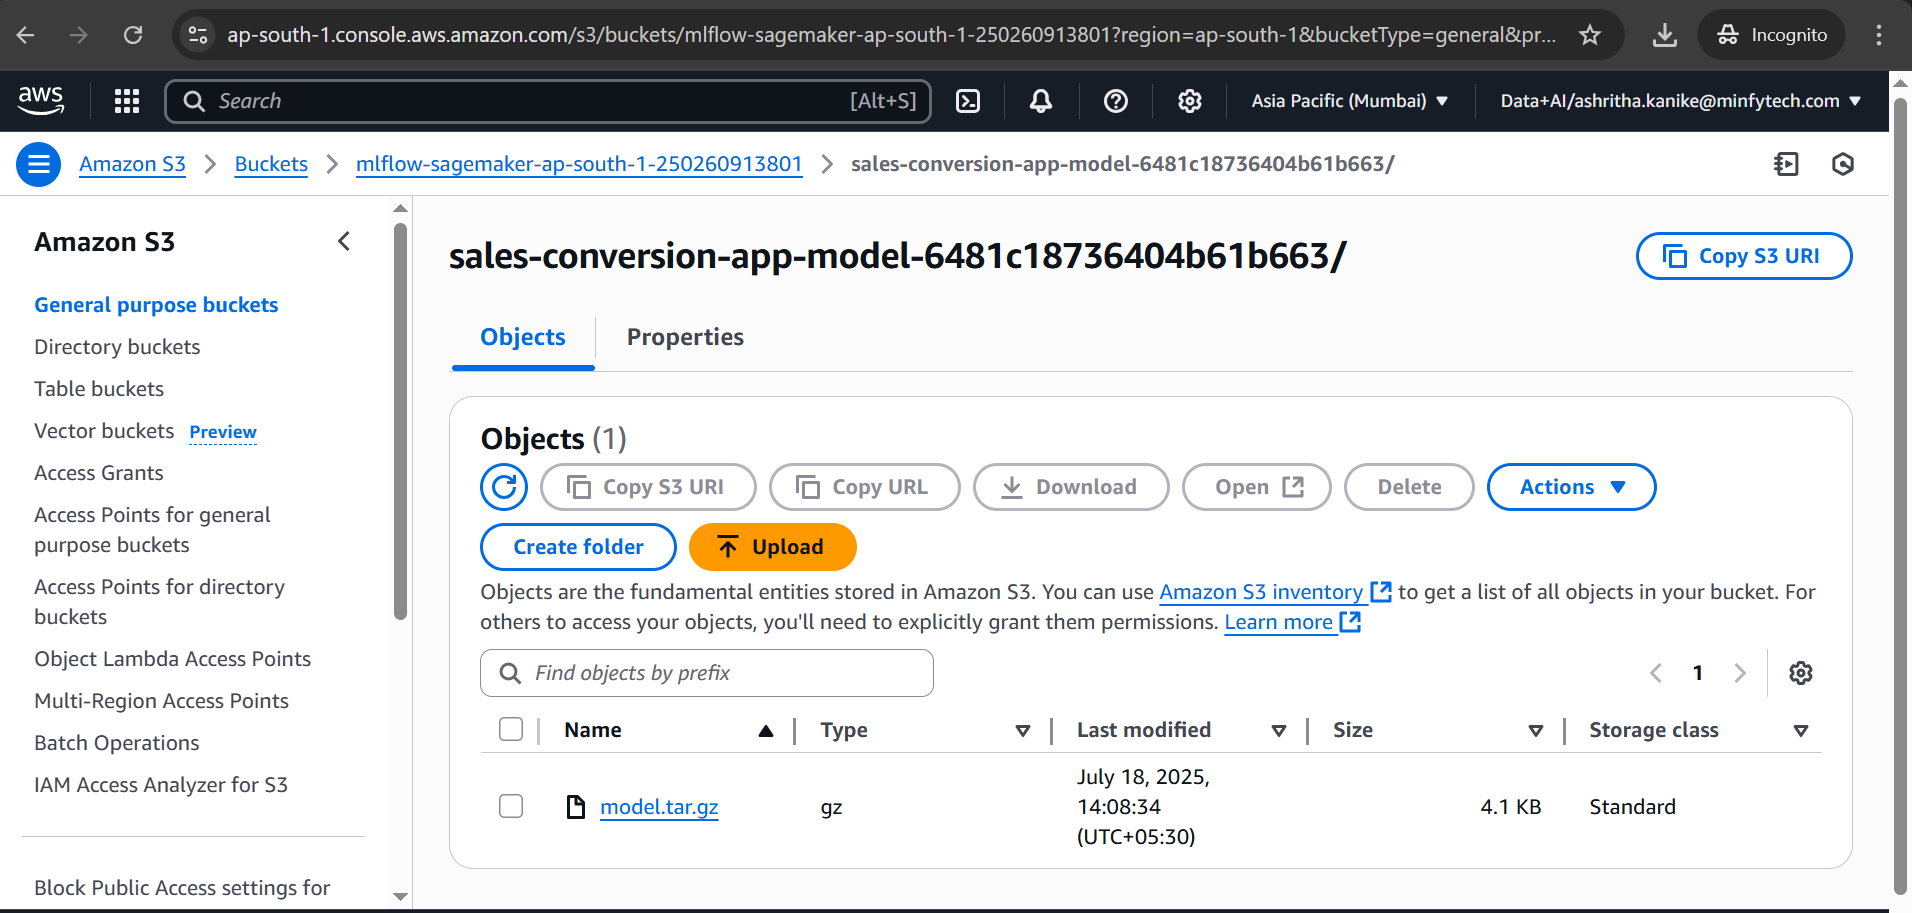 ap-south-1.console.aws.amazon.com/s3/buckets/mlflow-sagemaker-ap-south-1-250260913801?region=ap-south-1&bucketType=general&pr...
Incognito
aws
Search
[Alt+S]
Asia Pacific (Mumbai)
Data+AI/ashritha.kanike@minfytech.com
Amazon S3
Buckets
mlflow-sagemaker-ap-south-1-250260913801
sales-conversion-app-model-6481c18736404b61b663/
Amazon S3
General purpose buckets
Directory buckets
Table buckets
Vector buckets Preview
Access Grants
Access Points for general
purpose buckets
Access Points for directory
buckets
Object Lambda Access Points
Multi-Region Access Points
Batch Operations
IAM Access Analyzer for S3
Block Public Access settings for
sales-conversion-app-model-6481c18736404b61b663/
Copy S3 URI
Objects
Properties
Objects (1)
Copy S3 URI
Copy URL
Download
Open
Delete
Actions
Create folder
Upload
Objects are the fundamental entities stored in Amazon S3. You can use Amazon S3 inventory to get a list of all objects in your bucket. For
others to access your objects, you'll need to explicitly grant them permissions. Learn more
Find objects by prefix
1
Name
Type
Last modified
Size
Storage class
model.tar.gz
gz
July 18, 2025,
14:08:34
(UTC+05:30)
4.1 KB
Standard